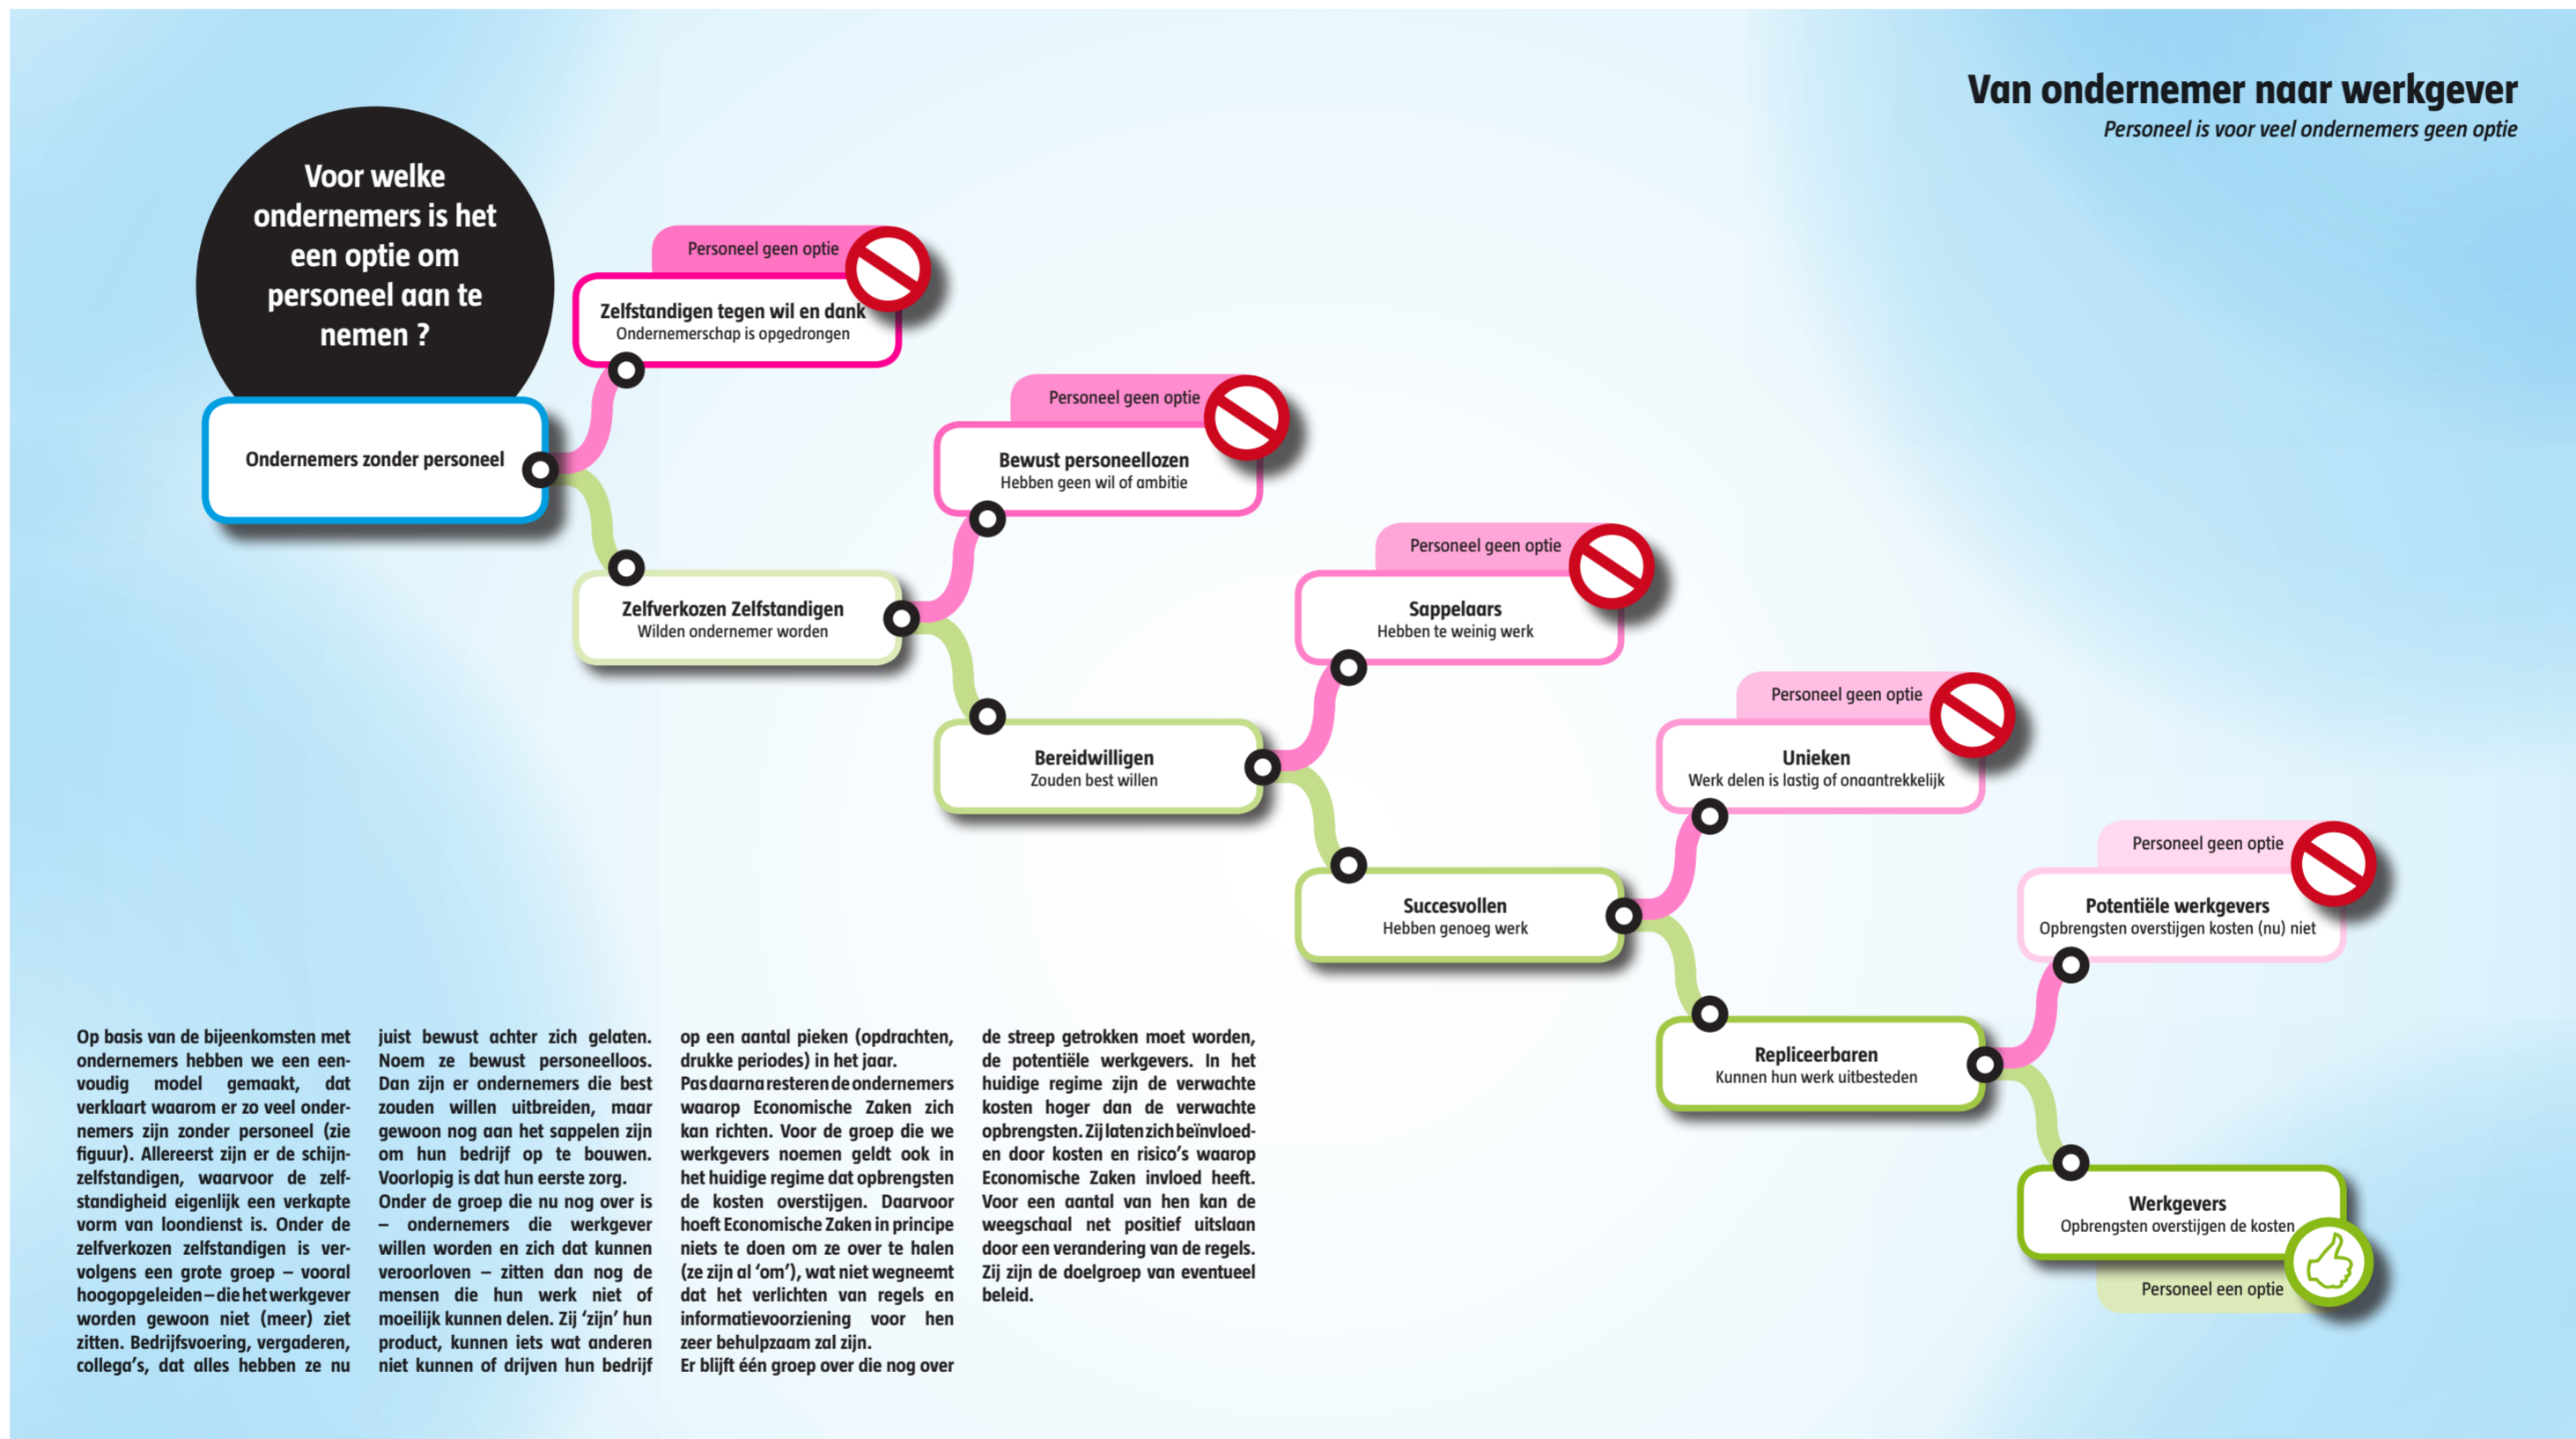 Van ondernemer naar werkgever
Personeel is voor veel ondernemers geen optie
Voor welke
ondernemers is het
een optie om
personeel aan te
nemen ?
Ondernemers zonder personeel
Personeel geen optie
Zelfstandigen tegen wil en dank
Ondernemerschap is opgedrongen
Zelfverkozen Zelfstandigen
Wilden ondernemer worden
Personeel geen optie
Bewust personeellozen
Hebben geen wil of ambitie
Bereidwilligen
Zouden best willen
Personeel geen optie
Sappelaars
Hebben te weinig werk
Succesvollen
Hebben genoeg werk
Personeel geen optie
Unieken
Werk delen is lastig of onaantrekkelijk
Repliceerbaren
Kunnen hun werk uitbesteden
Personeel geen optie
Potentiële werkgevers
Opbrengsten overstijgen kosten (nu) niet
Werkgevers
Opbrengsten overstijgen de kosten
Personeel een optie
Op basis van de bijeenkomsten met
ondernemers hebben we een een-
voudig model gemaakt, dat
verklaart waarom er zo veel onder-
nemers zijn zonder personeel (zie
figuur). Allereerst zijn er de schijn-
zelfstandigen, waarvoor de zelf-
standigheid eigenlijk een verkapte
vorm van loondienst is. Onder de
zelfverkozen zelfstandigen is ver-
volgens een grote groep – vooral
hoogopgeleiden – die het werkgever
worden gewoon niet (meer) ziet
zitten. Bedrijfsvoering, vergaderen,
collega's, dat alles hebben ze nu
juist bewust achter zich gelaten.
Noem ze bewust personeelloos.
Dan zijn er ondernemers die best
zouden willen uitbreiden, maar
gewoon nog aan het sappelen zijn
om hun bedrijf op te bouwen.
Voorlopig is dat hun eerste zorg.
Onder de groep die nu nog over is
– ondernemers die werkgever
willen worden en zich dat kunnen
veroorloven – zitten dan nog de
mensen die hun werk niet of
moeilijk kunnen delen. Zij 'zijn' hun
product, kunnen iets wat anderen
niet kunnen of drijven hun bedrijf
op een aantal pieken (opdrachten,
drukke periodes) in het jaar.
Pas daarna resteren de ondernemers
waarop Economische Zaken zich
kan richten. Voor de groep die we
werkgevers noemen geldt ook in
het huidige regime dat opbrengsten
de kosten overstijgen. Daarvoor
hoeft Economische Zaken in principe
niets te doen om ze over te halen
(ze zijn al 'om'), wat niet wegneemt
dat het verlichten van regels en
informatievoorziening voor hen
zeer behulpzaam zal zijn.
Er blijft één groep over die nog over
de streep getrokken moet worden,
de potentiële werkgevers. In het
huidige regime zijn de verwachte
kosten hoger dan de verwachte
opbrengsten. Zij laten zich beïnvloed-
en door kosten en risico's waarop
Economische Zaken invloed heeft.
Voor een aantal van hen kan de
weegschaal net positief uitslaan
door een verandering van de regels.
Zij zijn de doelgroep van eventueel
beleid.